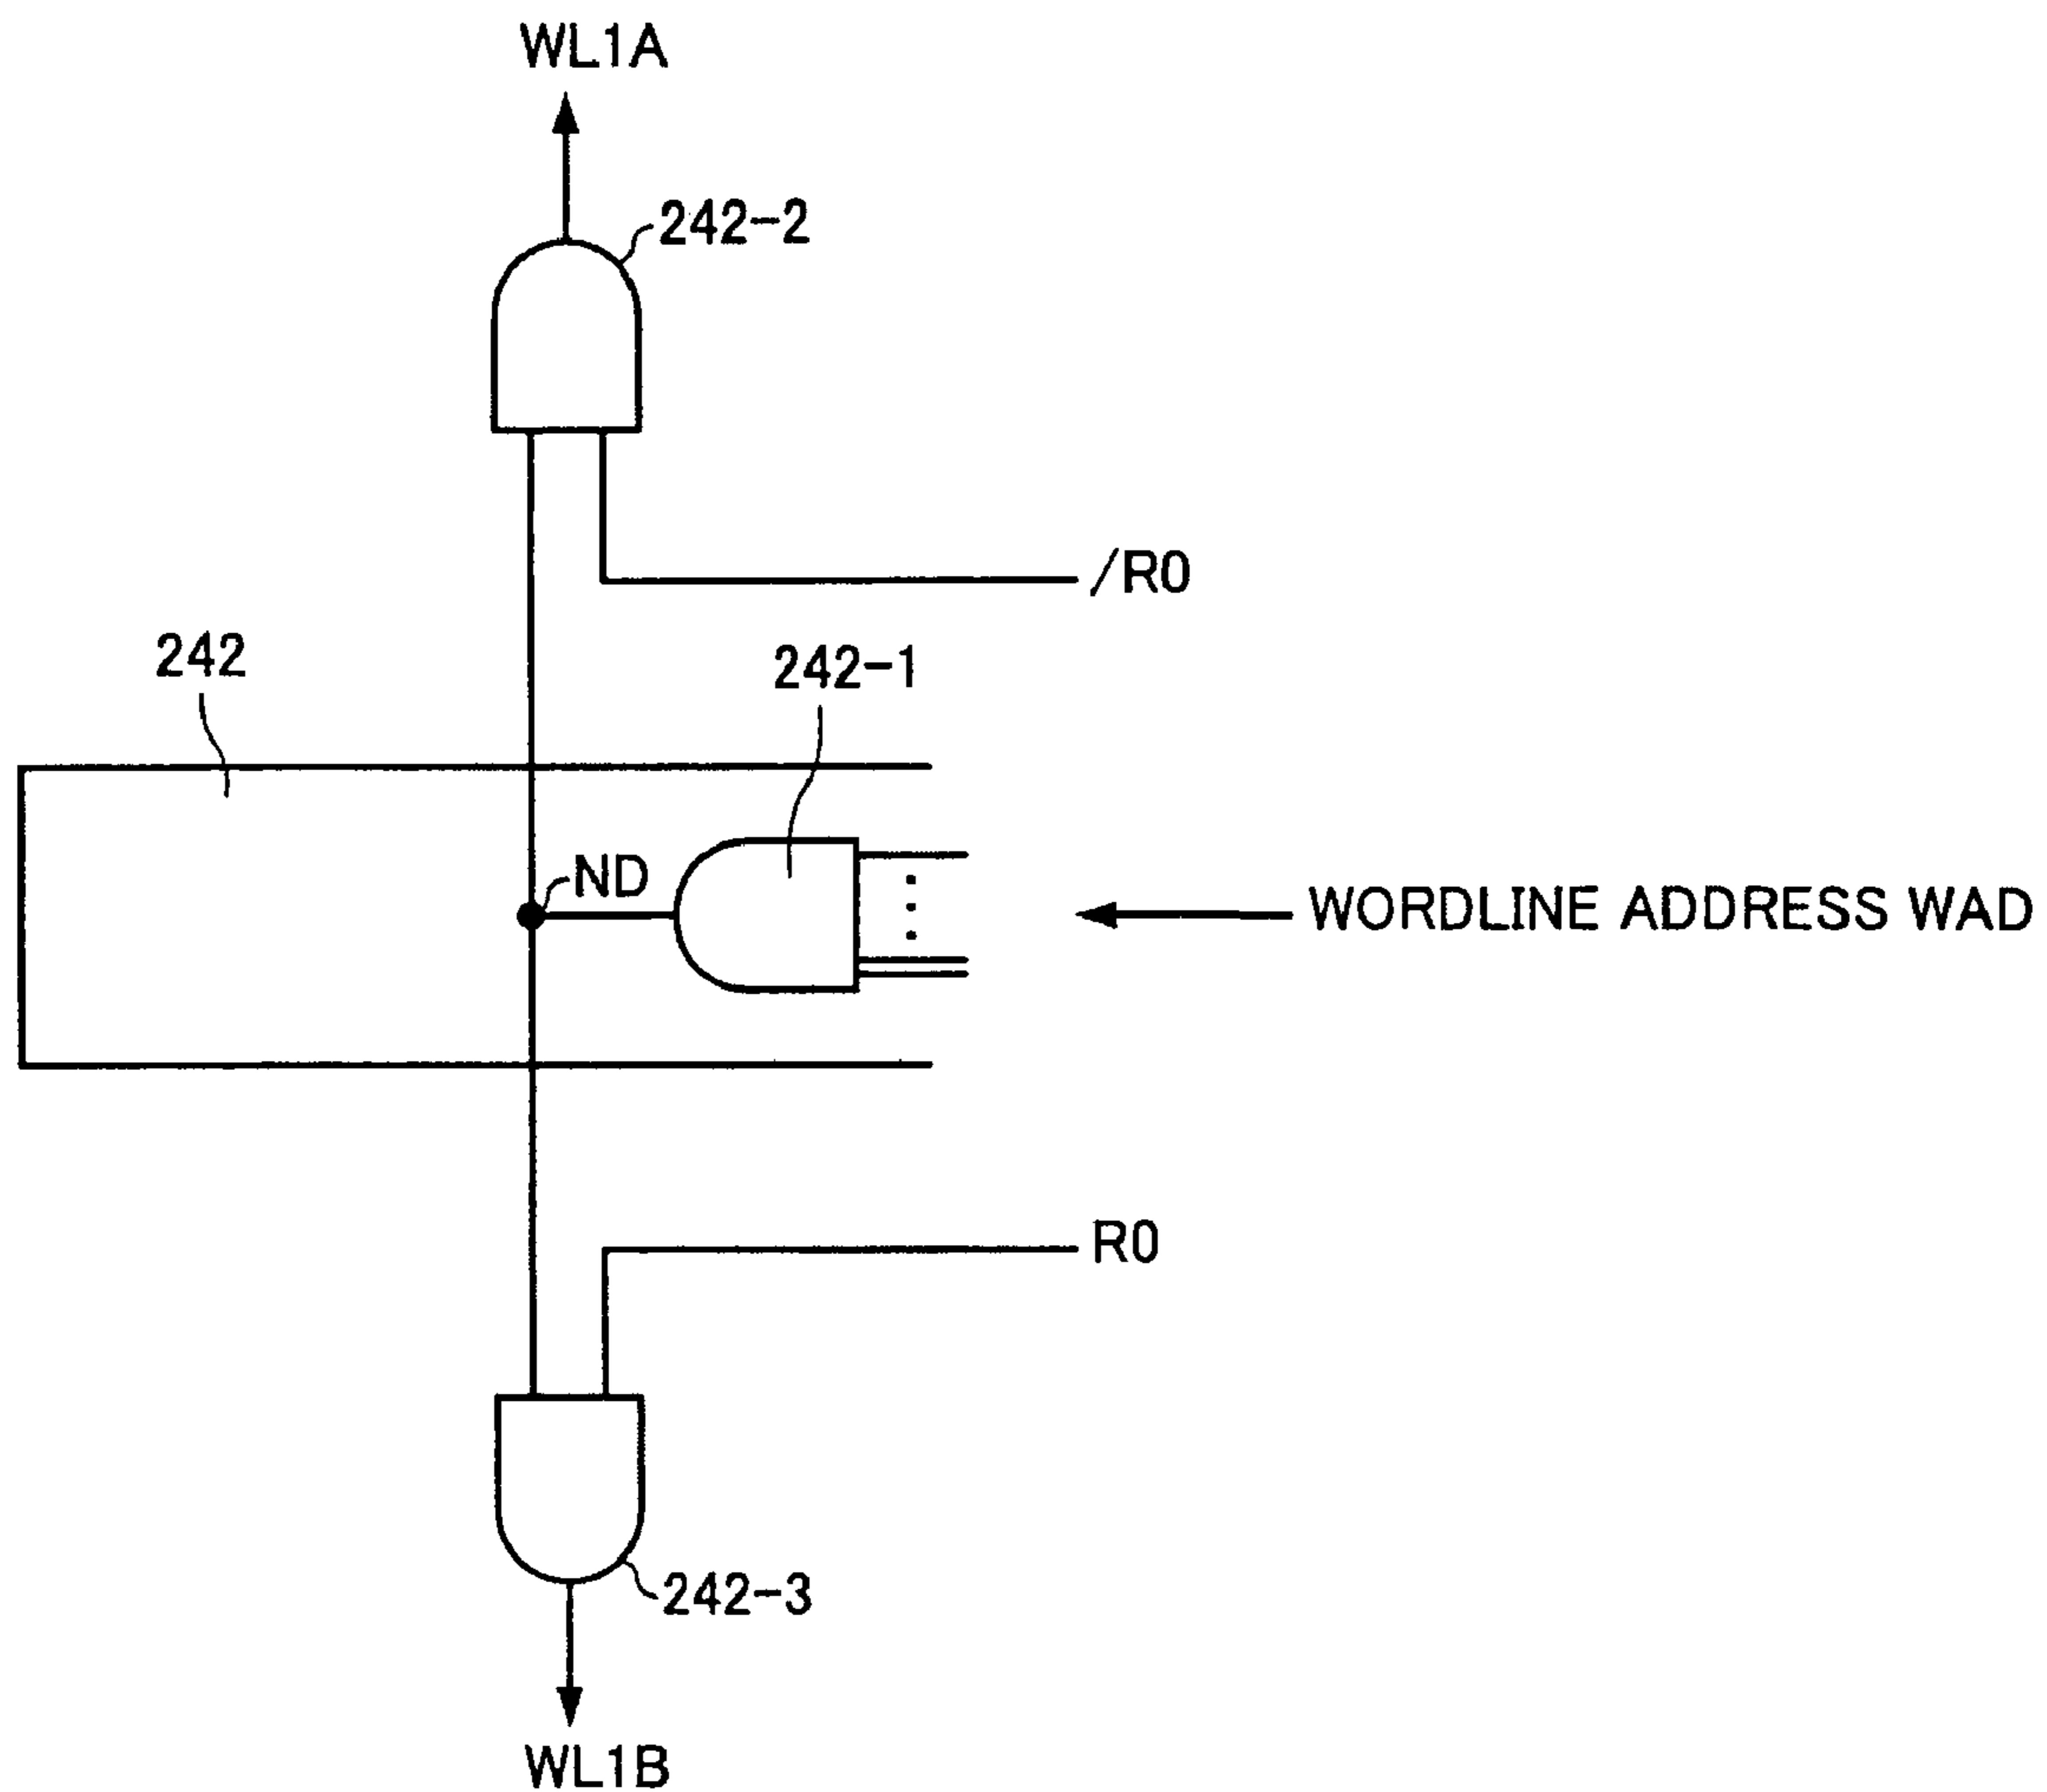 WL1A
242-2
/R0
242
242-1
ND
WORDLINE ADDRESS WAD
R0
242-3
WL1B